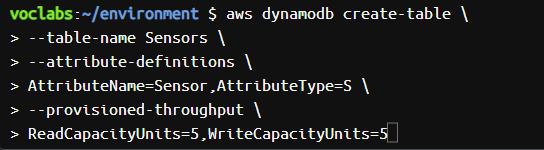 voclabs:~/environment $ aws dynamodb create-table \
> --table-name Sensors \
> --attribute-definitions \
> AttributeName=Sensor,AttributeType=S \
> --provisioned-throughput \
> ReadCapacityUnits=5,WriteCapacityUnits=5